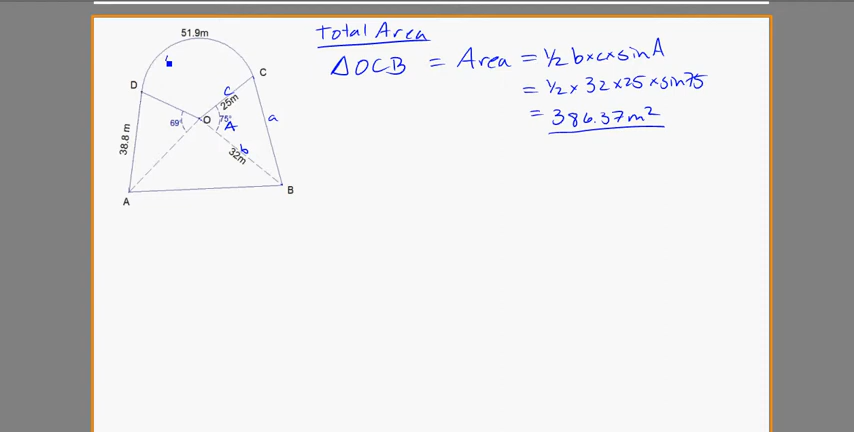 Total Area
△OCB = Area = ½ b×c×sinA
= ½ × 32 × 25 × sin75
= 386.37m²
51.9m
D
C
c
25m
69°
O
75°
A
a
38.8 m
b
32m
A
B